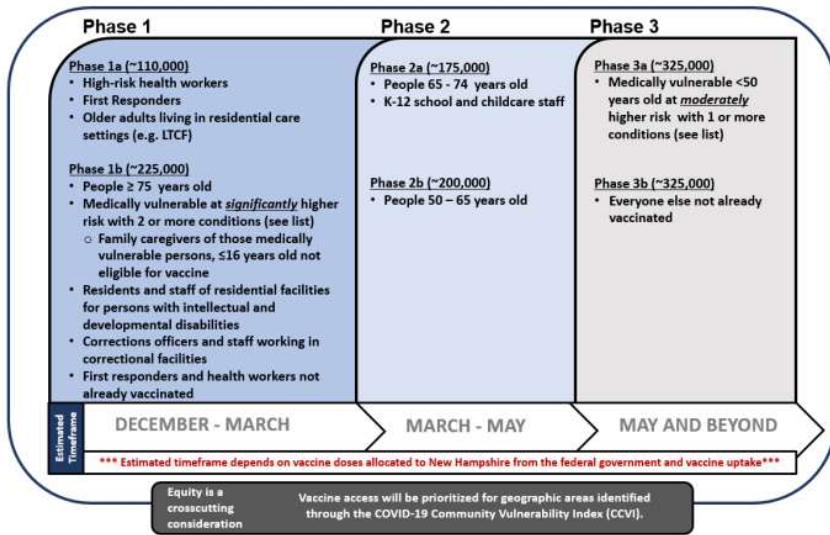 Phase 1
Phase 1a (~110,000)
• High-risk health workers
• First Responders
• Older adults living in residential care
settings (e.g. LTCF)
Phase 1b (~225,000)
• People ≥ 75 years old
• Medically vulnerable at significantly higher
risk with 2 or more conditions (see list)
o Family caregivers of those medically
vulnerable persons, ≤16 years old not
eligible for vaccine
• Residents and staff of residential facilities
for persons with intellectual and
developmental disabilities
• Corrections officers and staff working in
correctional facilities
• First responders and health workers not
already vaccinated
Phase 2
Phase 2a (~175,000)
• People 65 - 74 years old
• K-12 school and childcare staff
Phase 2b (~200,000)
• People 50 – 65 years old
Phase 3
Phase 3a (~325,000)
• Medically vulnerable <50
years old at moderately
higher risk with 1 or more
conditions (see list)
Phase 3b (~325,000)
• Everyone else not already
vaccinated
Estimated
Timeframe
DECEMBER - MARCH
MARCH - MAY
MAY AND BEYOND
*** Estimated timeframe depends on vaccine doses allocated to New Hampshire from the federal government and vaccine uptake***
Equity is a
crosscutting
consideration
Vaccine access will be prioritized for geographic areas identified
through the COVID-19 Community Vulnerability Index (CCVI).